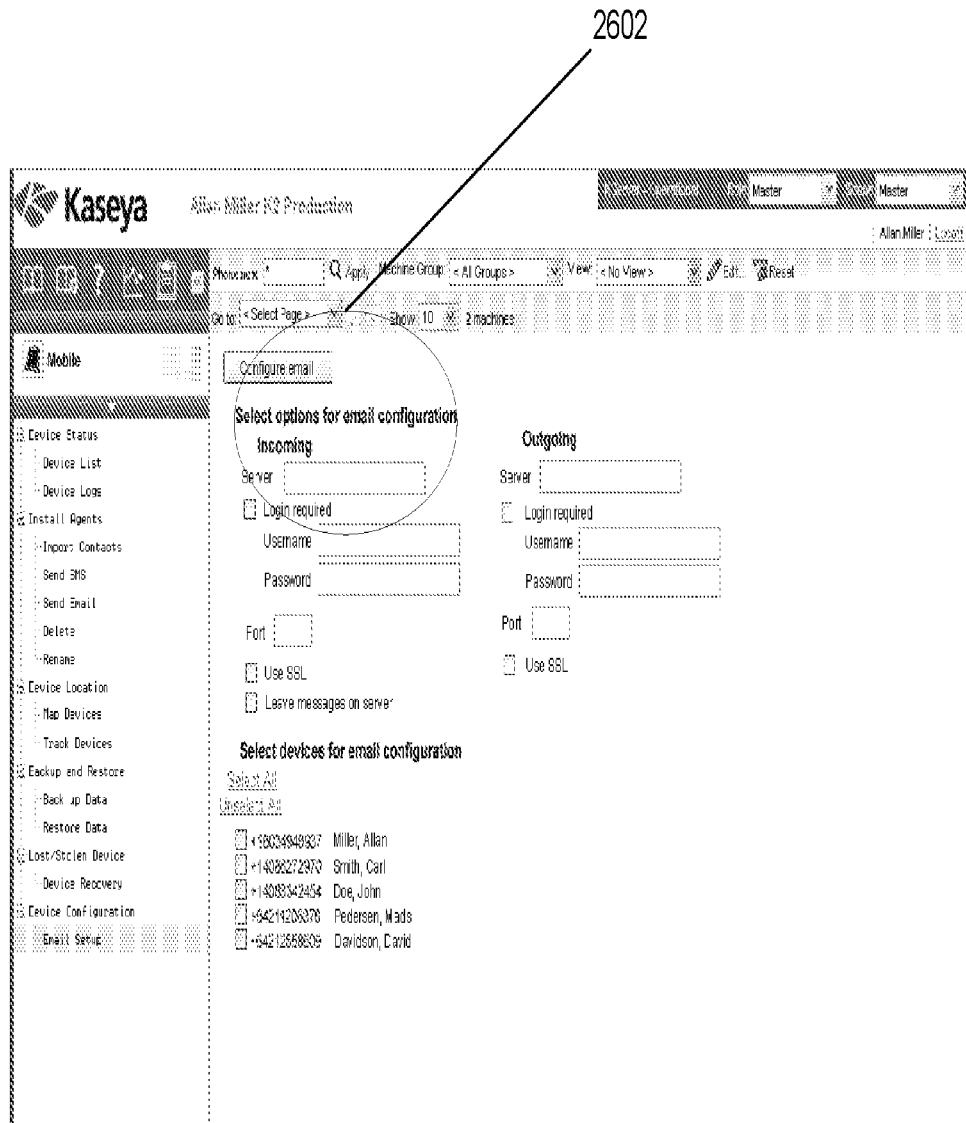 2602
Kaseya
Allan Miller K2 Production
Master
Master
Allan Miller
Apply
Machine Group:
< All Groups >
View:
< No View >
Edit...
Reset
Go to:
< Select Page >
Show
10
2 machines
Mobile
Device Status
Device List
Device Logs
Install Agents
Import Contacts
Send SMS
Send Email
Delete
Rename
Device Location
Map Devices
Track Devices
Backup and Restore
Back up Data
Restore Data
Lost/Stolen Device
Device Recovery
Device Configuration
Email Setup
Configure email
Select options for email configuration
Incoming
Server
Login required
Username
Password
Port
Use SSL
Leave messages on server
Outgoing
Server
Login required
Username
Password
Port
Use SSL
Select devices for email configuration
Select All
Unselect All
Miller, Allan
+14086272970 Smith, Carl
+14083342454 Doe, John
Pedersen, Mads
Davidson, David